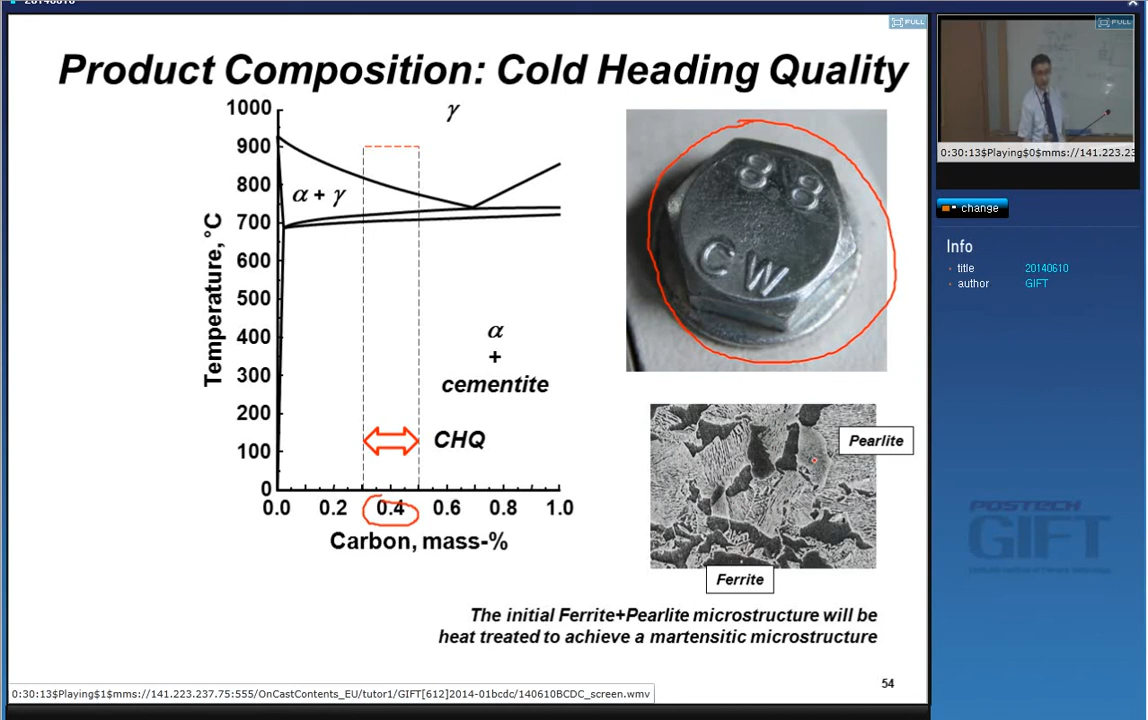 20140610
FULL
Product Composition: Cold Heading Quality
1000
900
800
700
600
500
400
300
200
100
0
Temperature, °C
γ
α + γ
α
+
cementite
CHQ
0.0 0.2 0.4 0.6 0.8 1.0
Carbon, mass-%
8.8
CW
Pearlite
Ferrite
The initial Ferrite+Pearlite microstructure will be
heat treated to achieve a martensitic microstructure
54
0:30:13$Playing$1$mms://141.223.237.75:555/OnCastContents_EU/tutor1/GIFT[612]2014-01bcdc/140610BCDC_screen.wmv
FULL
0:30:13$Playing$0$mms://141.223.23
change
Info
title 20140610
author GIFT
POSTECH
GIFT